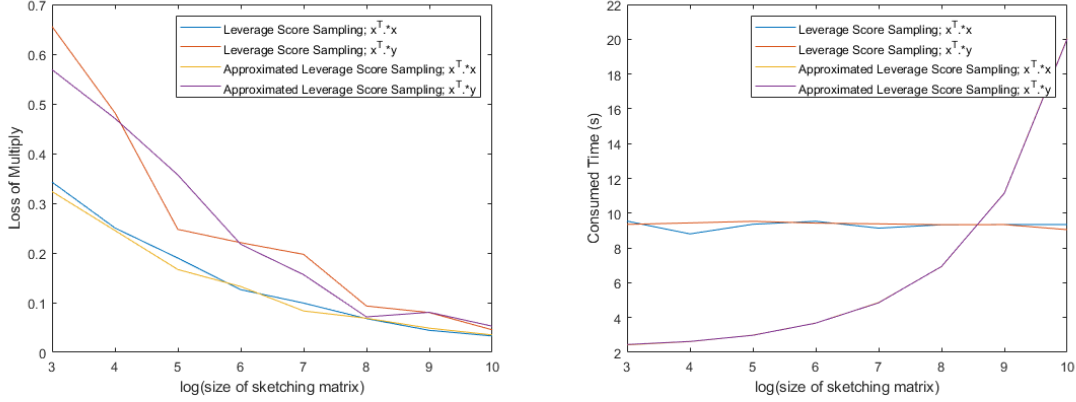 0.7
0.6
0.5
0.4
0.3
0.2
0.1
0
Loss of Multiply
Leverage Score Sampling; x^T.*x
Leverage Score Sampling; x^T.*y
Approximated Leverage Score Sampling; x^T.*x
Approximated Leverage Score Sampling; x^T.*y
3 4 5 6 7 8 9 10
log(size of sketching matrix)
22
20
18
16
14
12
10
8
6
4
2
Consumed Time (s)
Leverage Score Sampling; x^T.*x
Leverage Score Sampling; x^T.*y
Approximated Leverage Score Sampling; x^T.*x
Approximated Leverage Score Sampling; x^T.*y
3 4 5 6 7 8 9 10
log(size of sketching matrix)